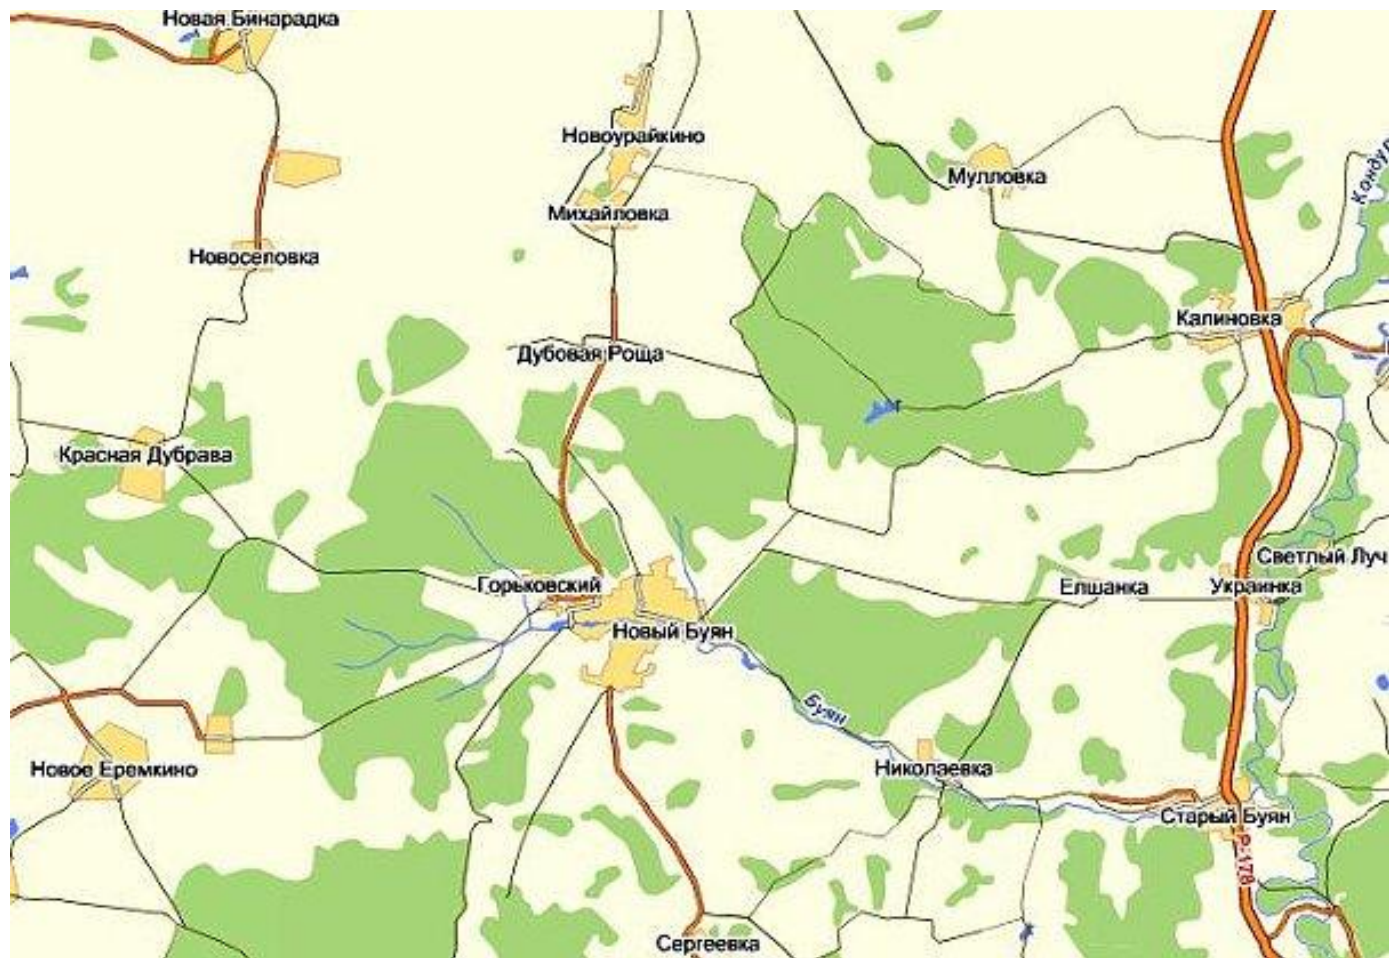 Новая Бинарадка
Новоурайкино
Мулловка
Михайловка
Новоселовка
Калиновка
Дубовая Роща
Красная Дубрава
Светлый Луч
Горьковский
Елшанка
Украинка
Новый Буян
Буян
Новое Еремкино
Николаевка
Старый Буян
Р-178
Сергеевка